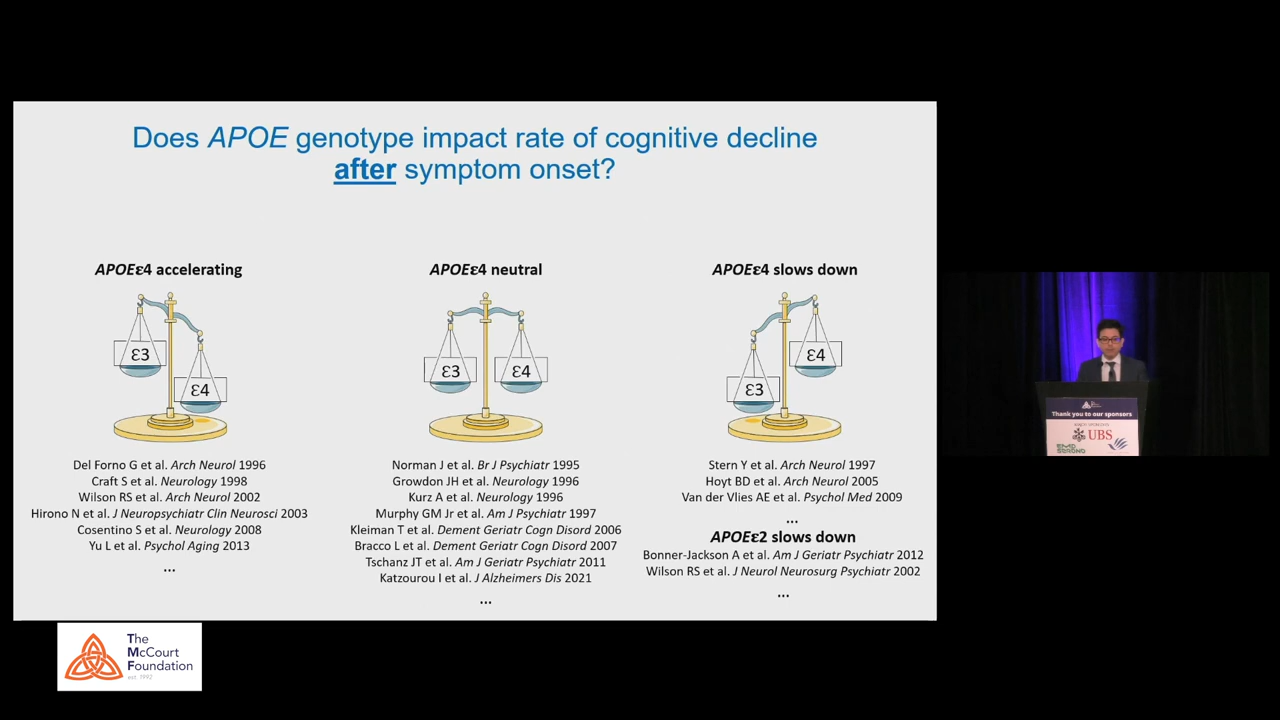 Does APOE genotype impact rate of cognitive decline
after symptom onset?
APOEε4 accelerating
ε3
ε4
Del Forno G et al. Arch Neurol 1996
Craft S et al. Neurology 1998
Wilson RS et al. Arch Neurol 2002
Hirono N et al. J Neuropsychiatr Clin Neurosci 2003
Cosentino S et al. Neurology 2008
Yu L et al. Psychol Aging 2013
...
APOEε4 neutral
ε3
ε4
Norman J et al. Br J Psychiatr 1995
Growdon JH et al. Neurology 1996
Kurz A et al. Neurology 1996
Murphy GM Jr et al. Am J Psychiatr 1997
Kleiman T et al. Dement Geriatr Cogn Disord 2006
Bracco L et al. Dement Geriatr Cogn Disord 2007
Tschanz JT et al. Am J Geriatr Psychiatr 2011
Katzourou I et al. J Alzheimers Dis 2021
...
APOEε4 slows down
ε4
ε3
Stern Y et al. Arch Neurol 1997
Hoyt BD et al. Arch Neurol 2005
Van der Vlies AE et al. Psychol Med 2009
...
APOEε2 slows down
Bonner-Jackson A et al. Am J Geriatr Psychiatr 2012
Wilson RS et al. J Neurol Neurosurg Psychiatr 2002
...
Thank you to our sponsors
UBS
EMD
SERONO
The
McCourt
Foundation
est. 1992